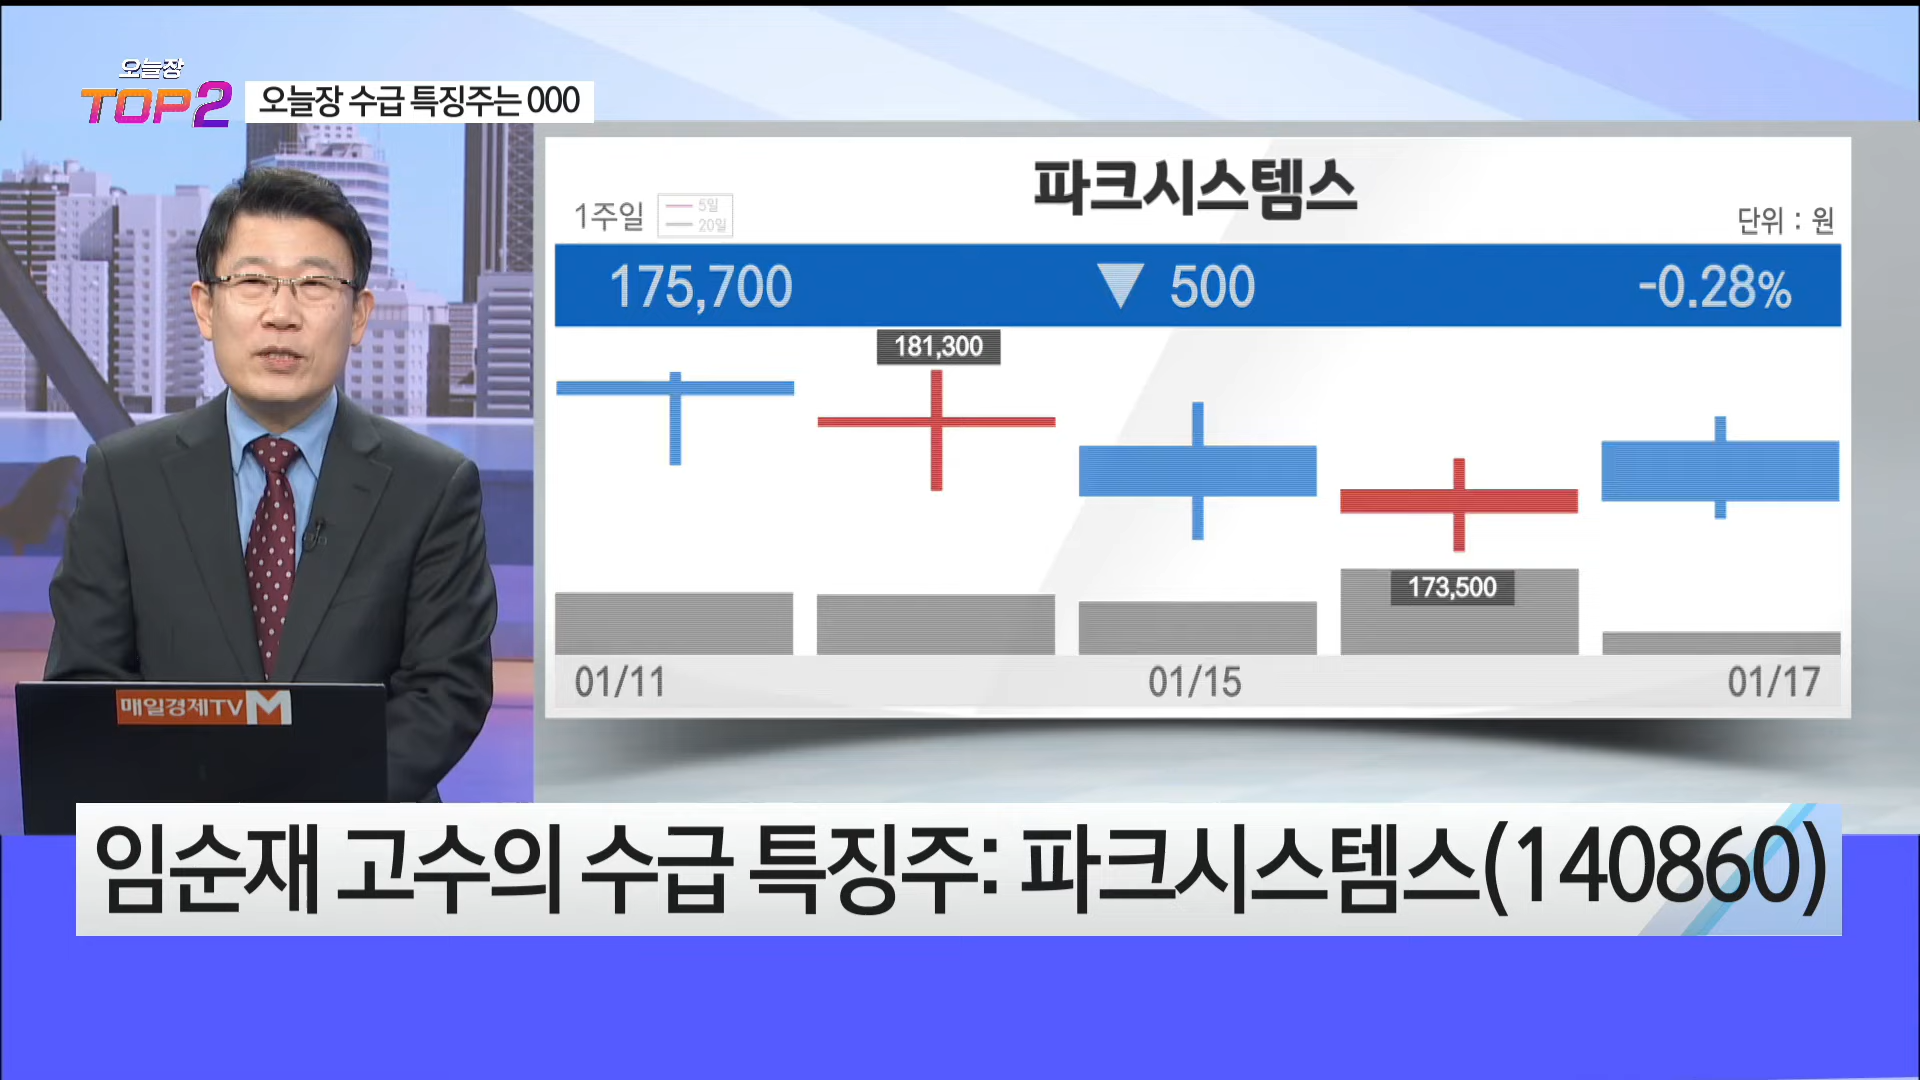 오늘장
TOP2
오늘장 수급 특징주는 OOO
파크시스템스
1주일
5일
20일
단위 : 원
175,700 ▼ 500 -0.28%
181,300
173,500
01/11 01/15 01/17
매일경제TV M
임순재 고수의 수급 특징주: 파크시스템스(140860)